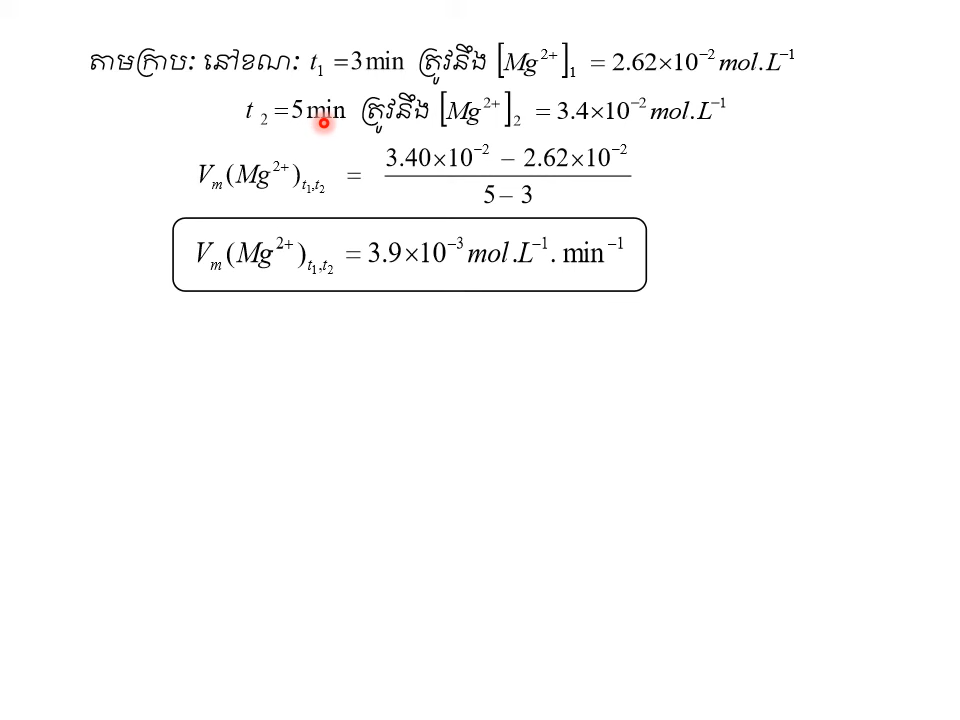 តាមក្រាប: នៅខណ: t₁ = 3 min ត្រូវនឹង [Mg²⁺]₁ = 2.62×10⁻² mol.L⁻¹
t ₂ = 5 min ត្រូវនឹង [Mg²⁺]₂ = 3.4×10⁻² mol.L⁻¹
Vₘ(Mg²⁺)t₁,t₂ = (3.40×10⁻² − 2.62×10⁻²) / (5 − 3)
Vₘ(Mg²⁺)t₁,t₂ = 3.9×10⁻³ mol.L⁻¹.min⁻¹